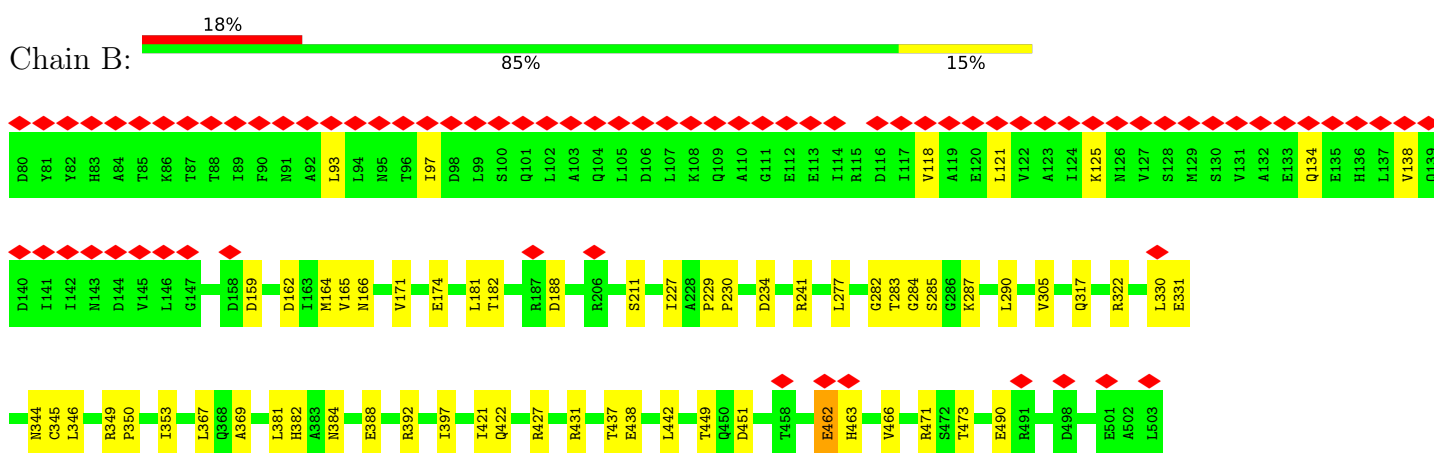 18%
Chain B:
85% 15%
D80 Y81 Y82 H83 A84 T85 K86 T87 T88 I89 F90 N91 A92 L93 L94 N95 T96 I97 D98 L99 S100 Q101 L102 A103 Q104 L105 D106 L107 K108 Q109 A110 G111 E112 E113 I114 R115 D116 I117 V118 A119 E120 L121 V122 A123 I124 K125 N126 V127 S128 M129 S130 V131 A132 E133 Q134 E135 H136 L137 V138 Q139
D140 I141 I142 N143 D144 V145 L146 G147 D158 D159 D162 I163 M164 V165 N166 V171 E174 L181 T182 R187 D188 R206 S211 I227 A228 P229 P230 D234 R241 L277 G282 T283 G284 S285 G286 K287 L290 V305 Q317 R322 L330 E331
N344 C345 L346 R349 P350 I353 L367 Q368 A369 L381 H382 A383 N384 E388 R392 I397 I421 Q422 R427 R431 T437 E438 L442 T449 Q450 D451 T458 E462 H463 V466 R471 S472 T473 E490 R491 D498 E501 A502 L503